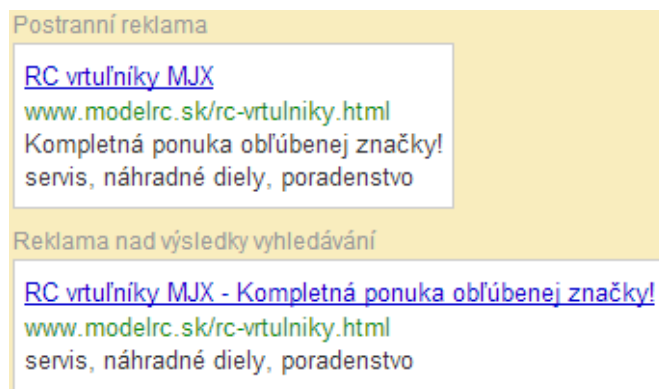 Postranní reklama
RC vrtuľníky MJX
www.modelrc.sk/rc-vrtulniky.html
Kompletná ponuka obľúbenej značky!
servis, náhradné diely, poradenstvo
Reklama nad výsledky vyhledávání
RC vrtuľníky MJX - Kompletná ponuka obľúbenej značky!
www.modelrc.sk/rc-vrtulniky.html
servis, náhradné diely, poradenstvo